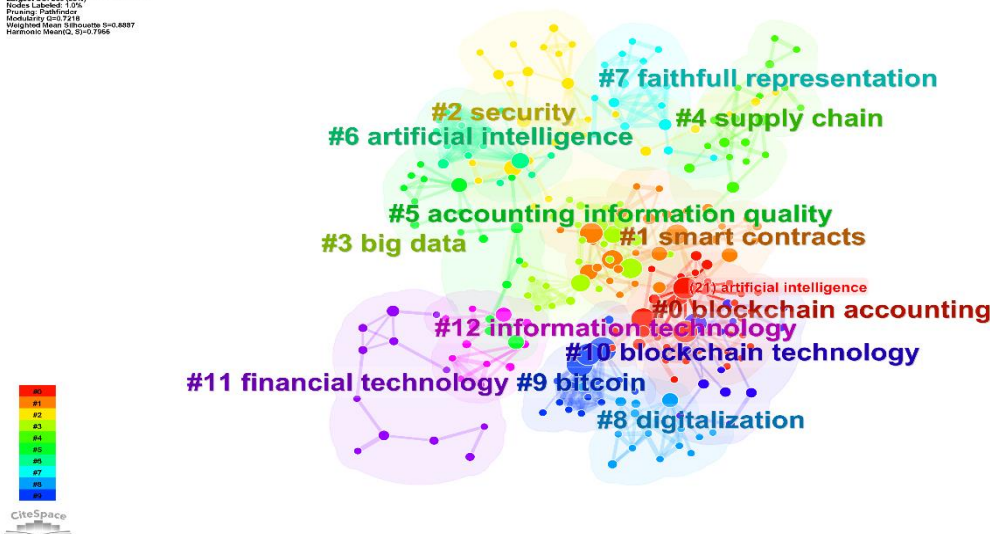 Nodes Labeled: 1.0%
Pruning: Pathfinder
Modularity Q=0.7218
Weighted Mean Silhouette S=0.8887
Harmonic Mean(Q, S)=0.7966
#7 faithfull representation
#2 security
#4 supply chain
#6 artificial intelligence
#5 accounting information quality
#1 smart contracts
#3 big data
(21) artificial intelligence
#0 blockchain accounting
#12 information technology
#10 blockchain technology
#11 financial technology
#9 bitcoin
#8 digitalization
#0
#1
#2
#3
#4
#5
#6
#7
#8
#9
CiteSpace